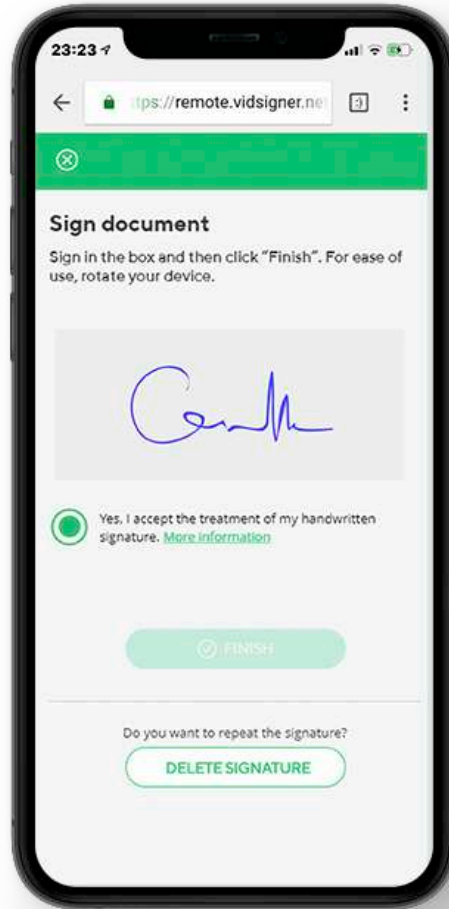 23:23
tps://remote.vidsigner.ne
Sign document
Sign in the box and then click "Finish". For ease of
use, rotate your device.
Yes, I accept the treatment of my handwritten
signature. More information
FINISH
Do you want to repeat the signature?
DELETE SIGNATURE